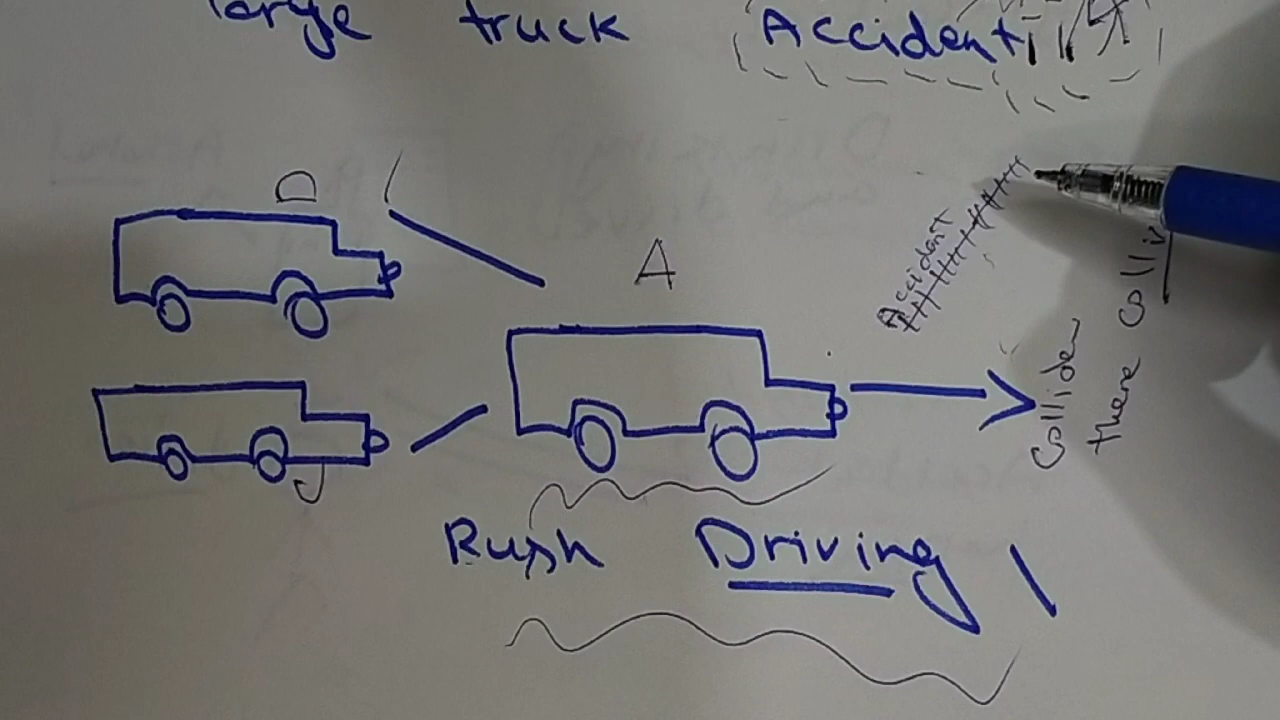 large truck Accident
D
A
Accident
Collide
there colli
J
Rush Driving